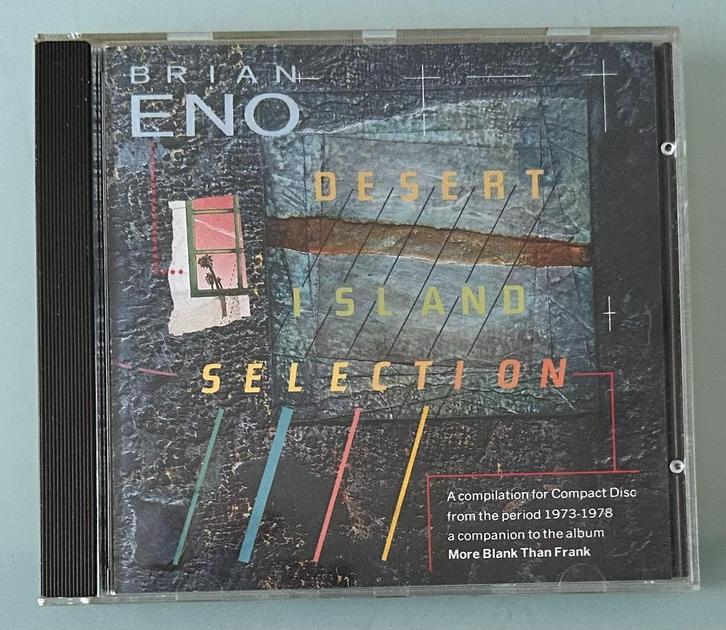 BRIAN
ENO
DESERT
ISLAND
SELECTION
A compilation for Compact Disc
from the period 1973-1978
a companion to the album
More Blank Than Frank